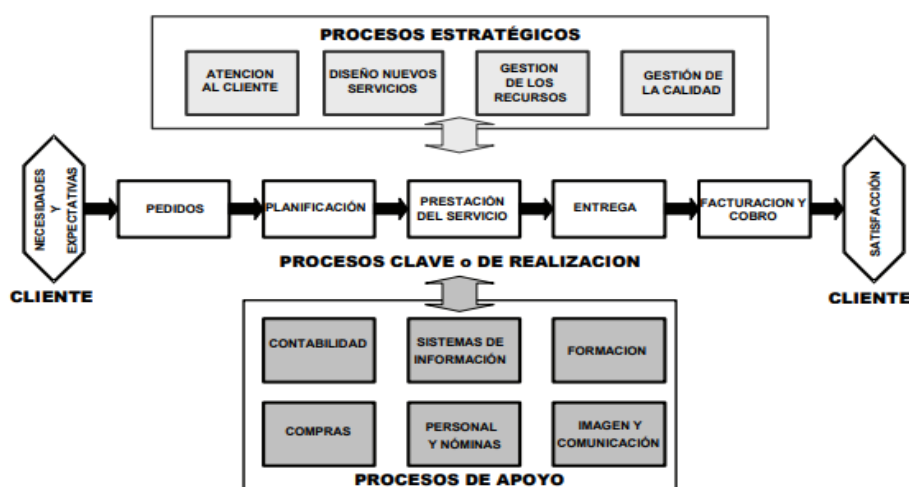 PROCESOS ESTRATÉGICOS
ATENCION
AL CLIENTE
DISEÑO NUEVOS
SERVICIOS
GESTION
DE LOS
RECURSOS
GESTIÓN DE
LA CALIDAD
NECESIDADES
Y
EXPECTATIVAS
CLIENTE
PEDIDOS
PLANIFICACIÓN
PRESTACIÓN
DEL SERVICIO
ENTREGA
FACTURACION Y
COBRO
SATISFACCIÓN
CLIENTE
PROCESOS CLAVE o DE REALIZACION
CONTABILIDAD
SISTEMAS DE
INFORMACIÓN
FORMACION
COMPRAS
PERSONAL
Y NÓMINAS
IMAGEN Y
COMUNICACIÓN
PROCESOS DE APOYO